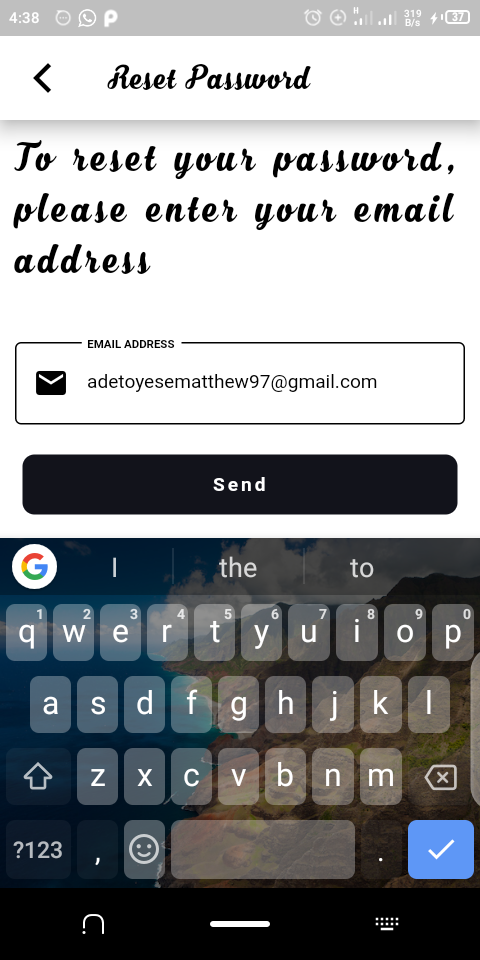 4:38
H
319
B/s
37
Reset Password
To reset your password,
please enter your email
address
EMAIL ADDRESS
adetoyesematthew97@gmail.com
Send
I the to
1 2 3 4 5 6 7 8 9 0
q w e r t y u i o p
a s d f g h j k l
z x c v b n m
?123 , .